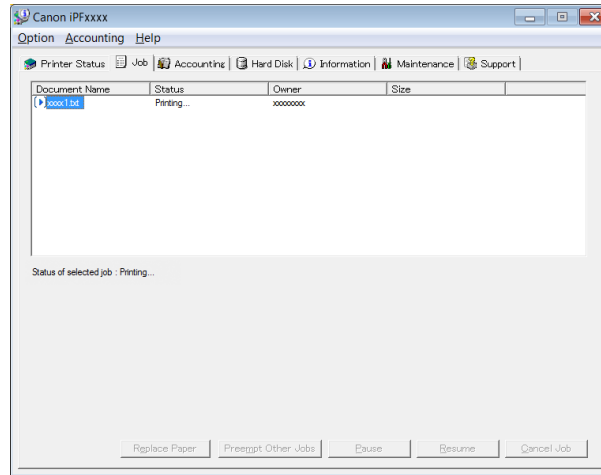 Canon iPFxxxx
Option Accounting Help
Printer Status Job Accounting Hard Disk Information Maintenance Support
Document Name Status Owner Size
xxxx1.txt Printing... xxxxxxxx
Status of selected job : Printing...
Replace Paper Preempt Other Jobs Pause Resume Cancel Job